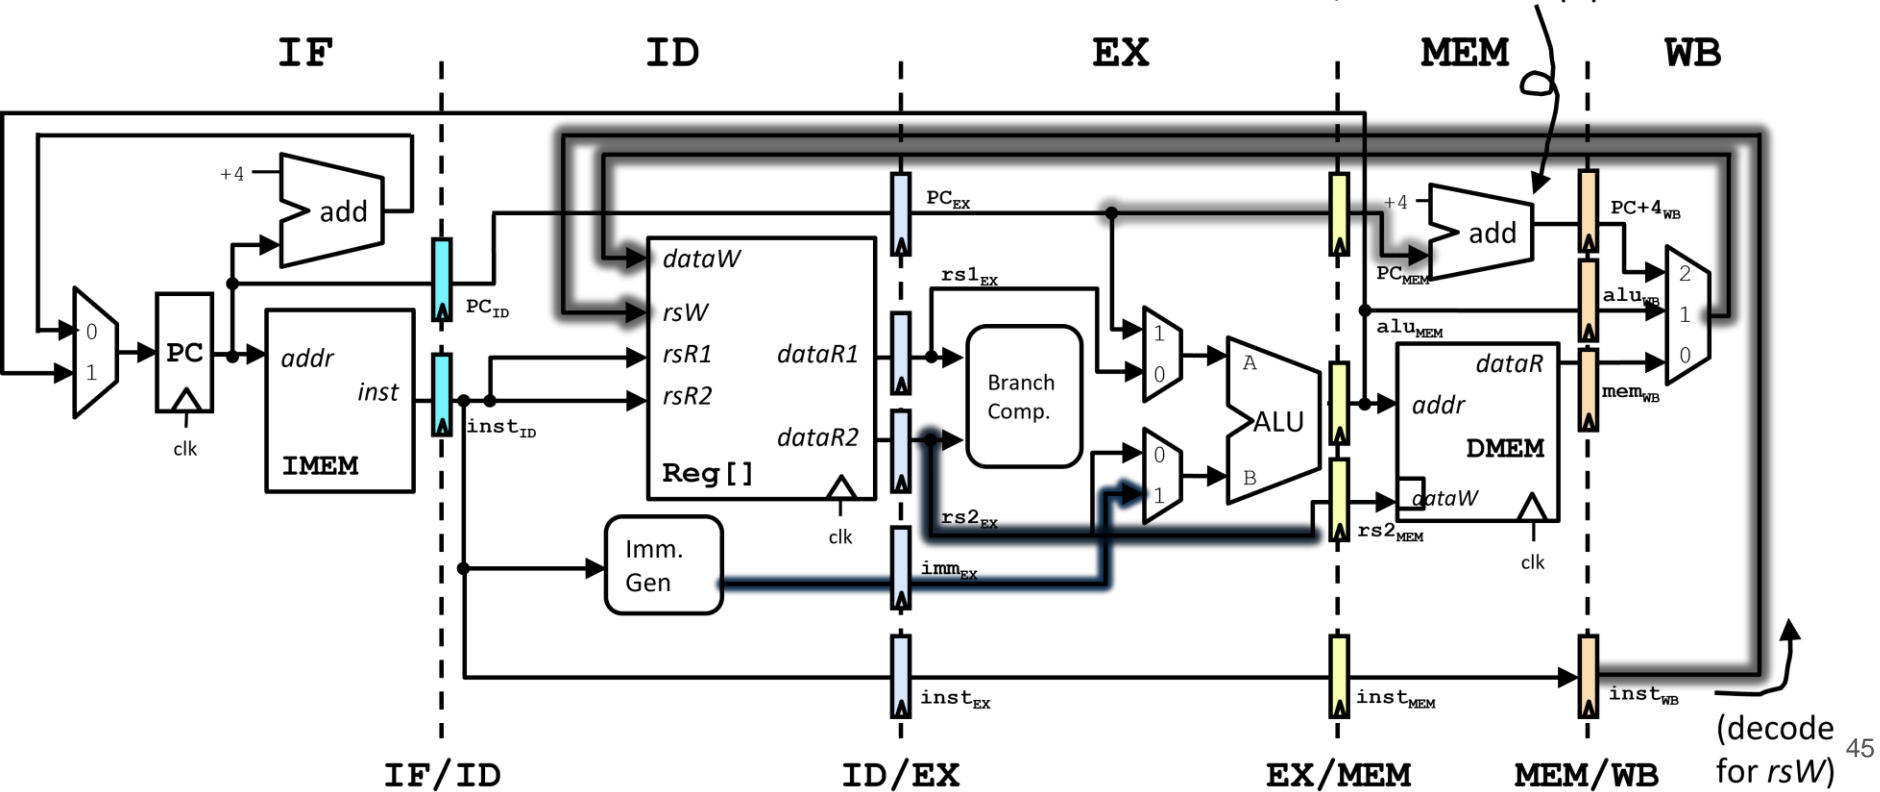 IF
ID
EX
MEM
WB
+4
add
0
1
PC
clk
addr
inst
IMEM
PC_ID
inst_ID
dataW
rsW
rsR1
rsR2
dataR1
dataR2
Reg[]
clk
Imm.
Gen
PC_EX
rs1_EX
Branch
Comp.
rs2_EX
imm_EX
inst_EX
1
0
0
1
A
ALU
B
+4
add
PC_MEM
alu_MEM
dataR
addr
DMEM
dataW
rs2_MEM
clk
inst_MEM
PC+4_WB
alu_WB
mem_WB
2
1
0
inst_WB
(decode
for rsW)
45
IF/ID
ID/EX
EX/MEM
MEM/WB